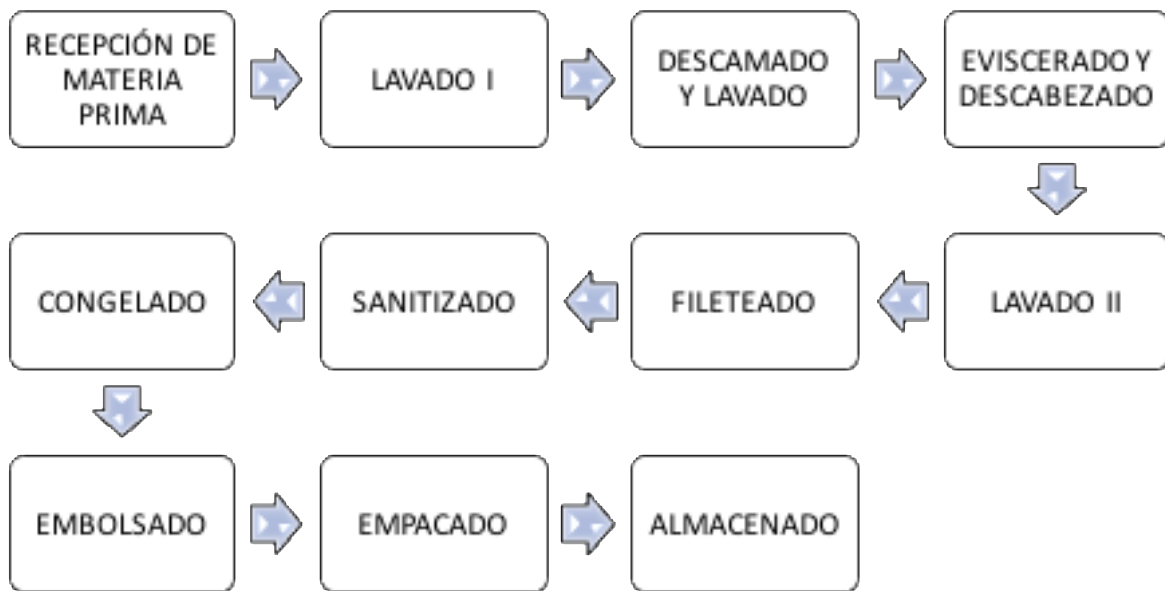 RECEPCIÓN DE
MATERIA
PRIMA
LAVADO I
DESCAMADO
Y LAVADO
EVISCERADO Y
DESCABEZADO
LAVADO II
FILETEADO
SANITIZADO
CONGELADO
EMBOLSADO
EMPACADO
ALMACENADO